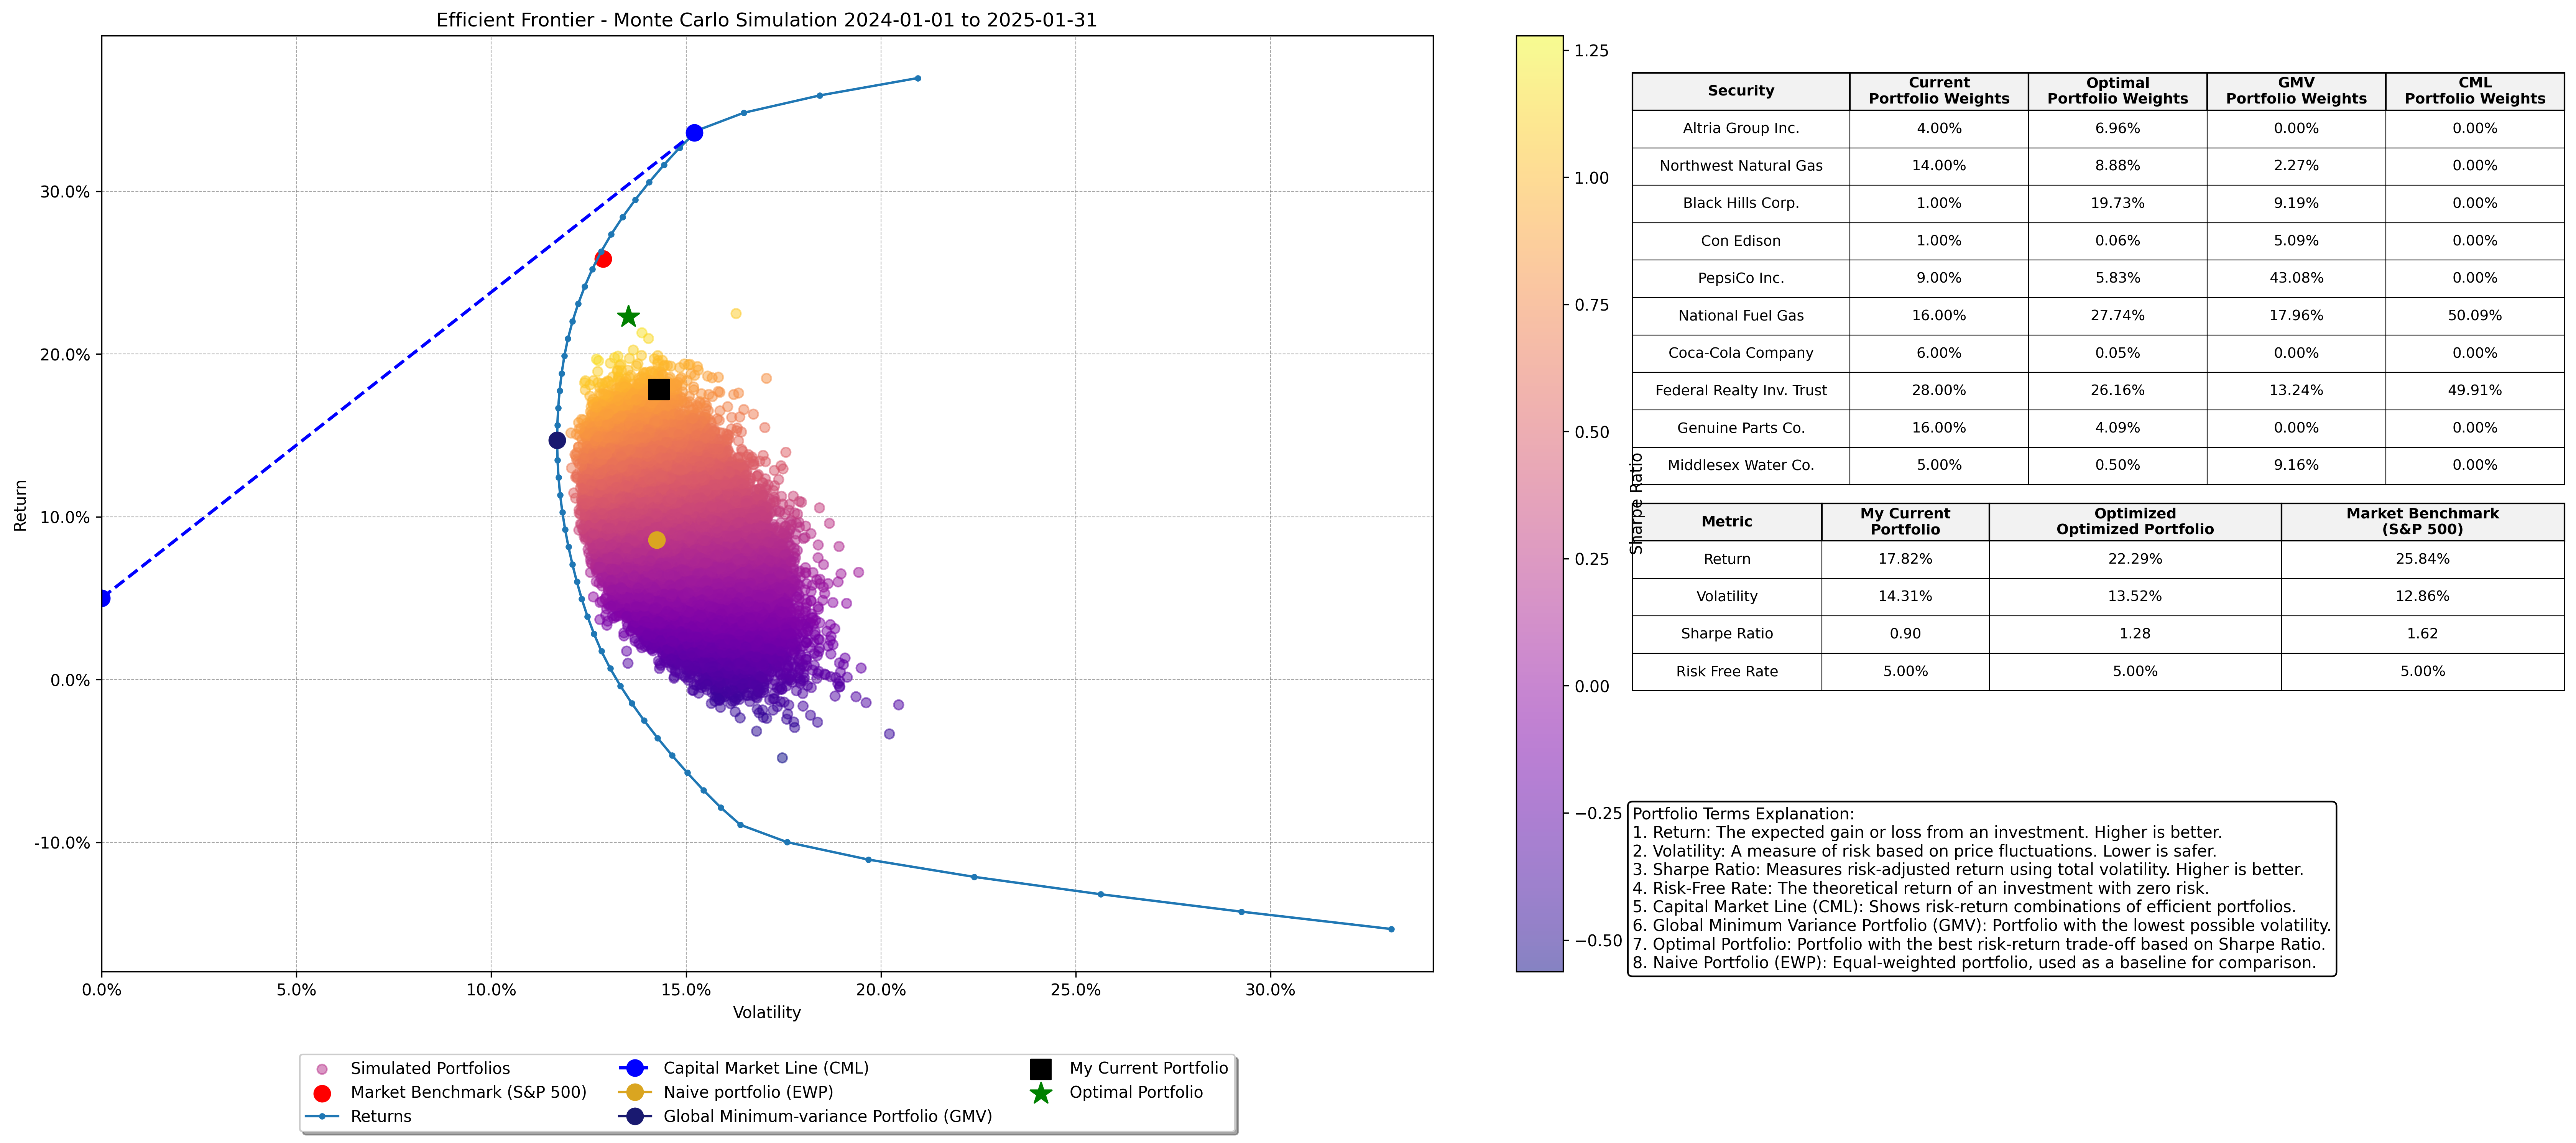 Efficient Frontier - Monte Carlo Simulation 2024-01-01 to 2025-01-31
Return
30.0%
20.0%
10.0%
0.0%
-10.0%
0.0% 5.0% 10.0% 15.0% 20.0% 25.0% 30.0%
Volatility
Simulated Portfolios
Market Benchmark (S&P 500)
Returns
Capital Market Line (CML)
Naive portfolio (EWP)
Global Minimum-variance Portfolio (GMV)
My Current Portfolio
Optimal Portfolio
1.25
1.00
0.75
0.50
0.25
0.00
−0.25
−0.50
Sharpe Ratio
Security Current Portfolio Weights Optimal Portfolio Weights GMV Portfolio Weights CML Portfolio Weights
Altria Group Inc. 4.00% 6.96% 0.00% 0.00%
Northwest Natural Gas 14.00% 8.88% 2.27% 0.00%
Black Hills Corp. 1.00% 19.73% 9.19% 0.00%
Con Edison 1.00% 0.06% 5.09% 0.00%
PepsiCo Inc. 9.00% 5.83% 43.08% 0.00%
National Fuel Gas 16.00% 27.74% 17.96% 50.09%
Coca-Cola Company 6.00% 0.05% 0.00% 0.00%
Federal Realty Inv. Trust 28.00% 26.16% 13.24% 49.91%
Genuine Parts Co. 16.00% 4.09% 0.00% 0.00%
Middlesex Water Co. 5.00% 0.50% 9.16% 0.00%
Metric My Current Portfolio Optimized Optimized Portfolio Market Benchmark (S&P 500)
Return 17.82% 22.29% 25.84%
Volatility 14.31% 13.52% 12.86%
Sharpe Ratio 0.90 1.28 1.62
Risk Free Rate 5.00% 5.00% 5.00%
Portfolio Terms Explanation:
1. Return: The expected gain or loss from an investment. Higher is better.
2. Volatility: A measure of risk based on price fluctuations. Lower is safer.
3. Sharpe Ratio: Measures risk-adjusted return using total volatility. Higher is better.
4. Risk-Free Rate: The theoretical return of an investment with zero risk.
5. Capital Market Line (CML): Shows risk-return combinations of efficient portfolios.
6. Global Minimum Variance Portfolio (GMV): Portfolio with the lowest possible volatility.
7. Optimal Portfolio: Portfolio with the best risk-return trade-off based on Sharpe Ratio.
8. Naive Portfolio (EWP): Equal-weighted portfolio, used as a baseline for comparison.